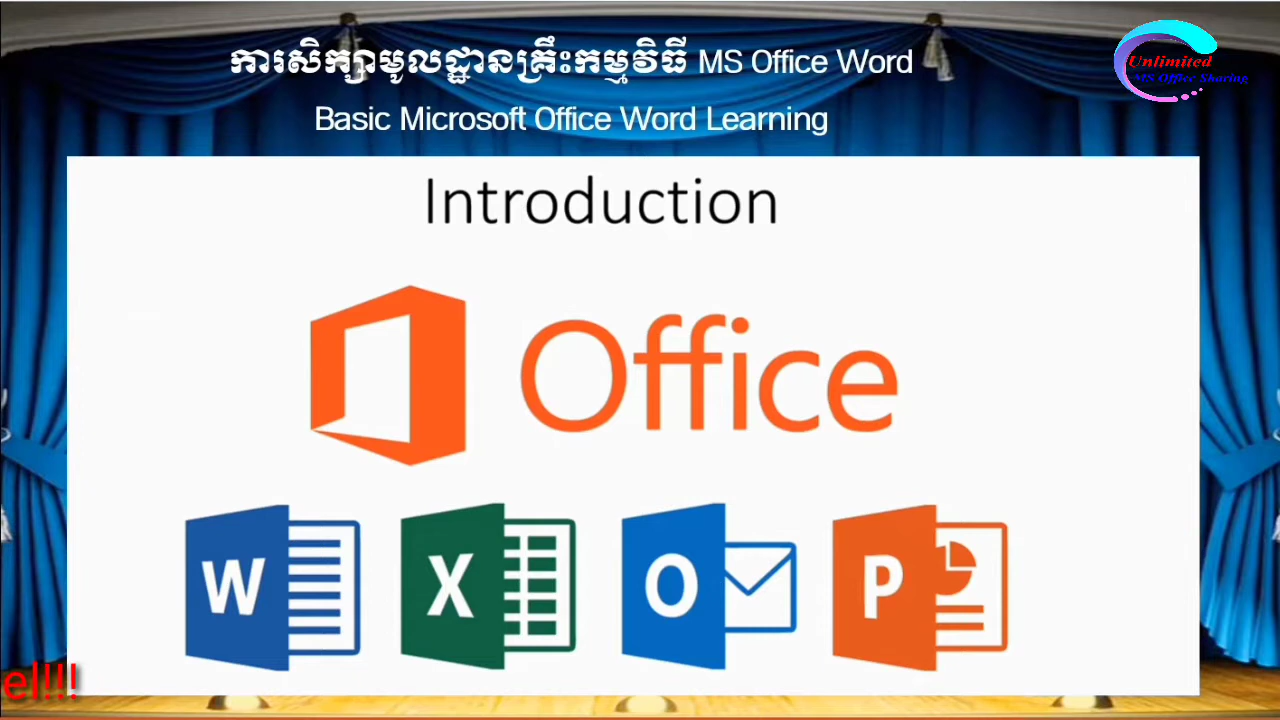 ការសិក្សាមូលដ្ឋានគ្រឹះកម្មវិធី MS Office Word
Basic Microsoft Office Word Learning
Unlimited
MS Office Sharing
Introduction
Office
W
X
O
P
el!!!